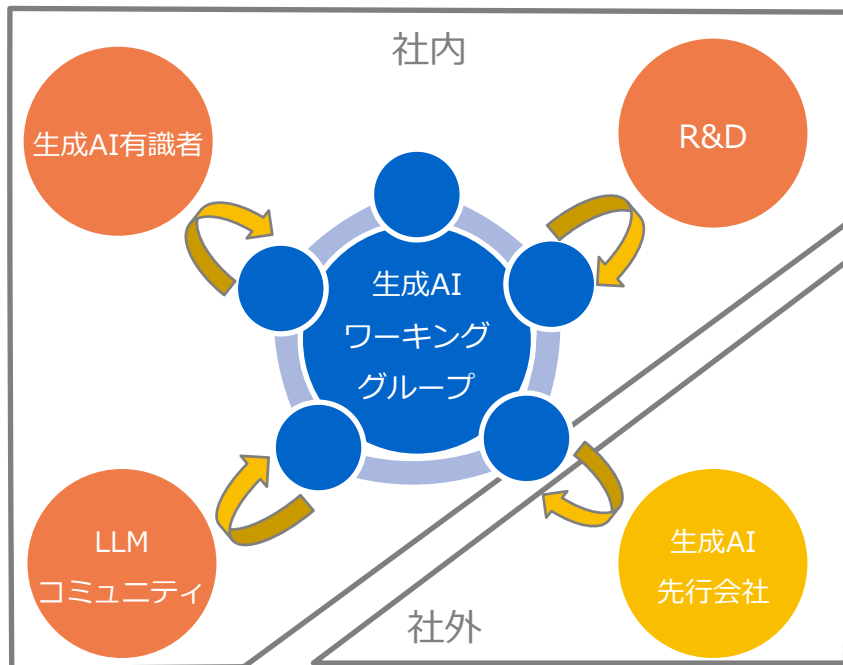 社内
生成AI有識者
R&D
生成AI
ワーキング
グループ
LLM
コミュニティ
生成AI
先行会社
社外